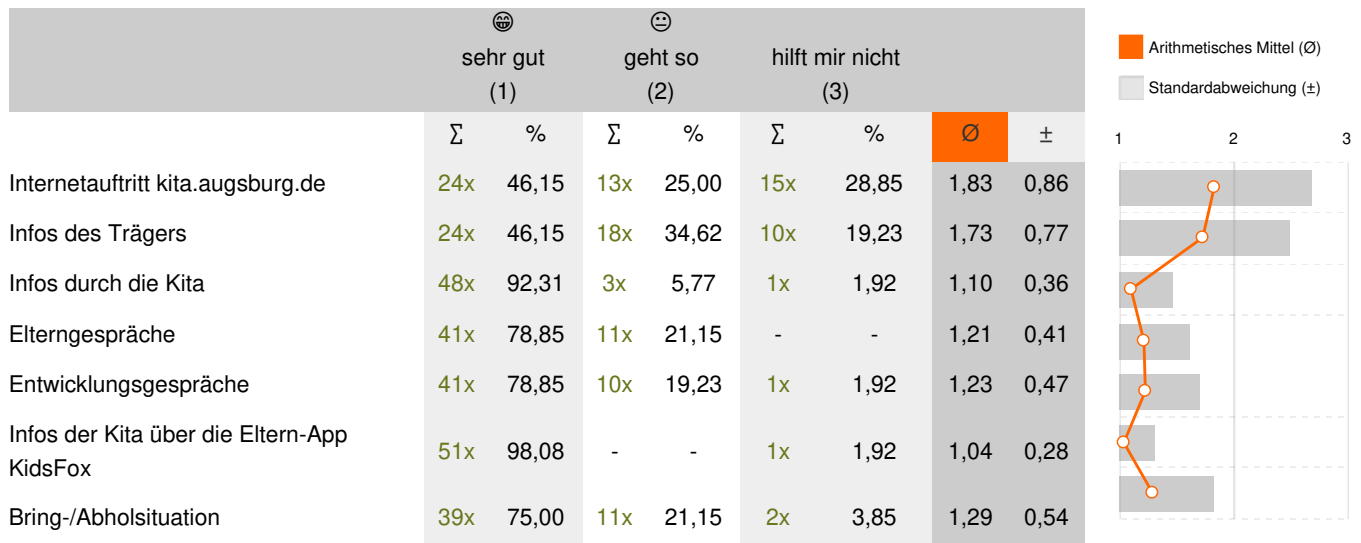 😁 😐
sehr gut geht so hilft mir nicht
(1) (2) (3)
Arithmetisches Mittel (Ø)
Standardabweichung (±)
Σ % Σ % Σ % Ø ±
1 2 3
Internetauftritt kita.augsburg.de 24x 46,15 13x 25,00 15x 28,85 1,83 0,86
Infos des Trägers 24x 46,15 18x 34,62 10x 19,23 1,73 0,77
Infos durch die Kita 48x 92,31 3x 5,77 1x 1,92 1,10 0,36
Elterngespräche 41x 78,85 11x 21,15 - - 1,21 0,41
Entwicklungsgespräche 41x 78,85 10x 19,23 1x 1,92 1,23 0,47
Infos der Kita über die Eltern-App
KidsFox 51x 98,08 - - 1x 1,92 1,04 0,28
Bring-/Abholsituation 39x 75,00 11x 21,15 2x 3,85 1,29 0,54